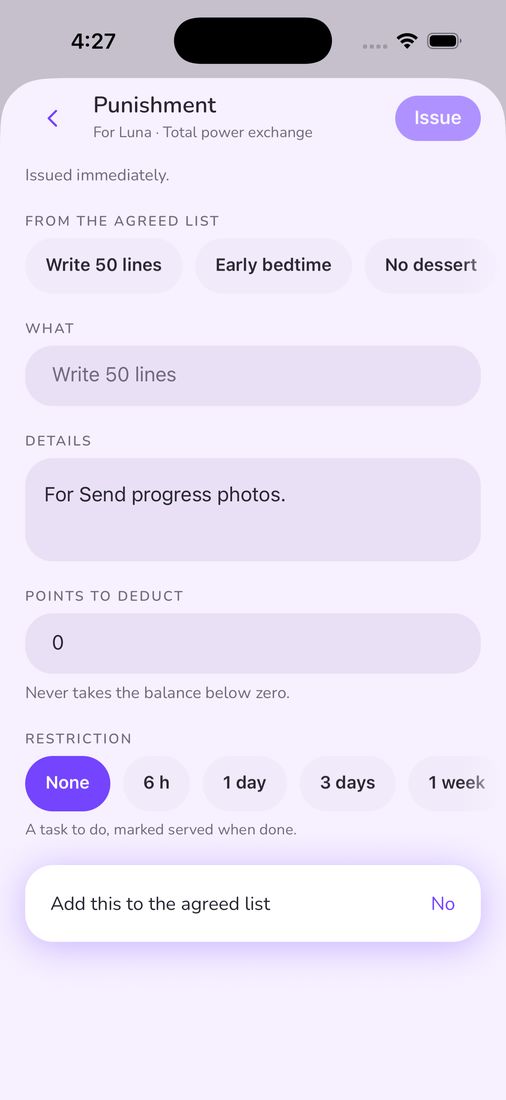 4:27
Punishment
For Luna · Total power exchange
Issue
Issued immediately.
FROM THE AGREED LIST
Write 50 lines
Early bedtime
No dessert
WHAT
Write 50 lines
DETAILS
For Send progress photos.
POINTS TO DEDUCT
0
Never takes the balance below zero.
RESTRICTION
None
6 h
1 day
3 days
1 week
A task to do, marked served when done.
Add this to the agreed list
No